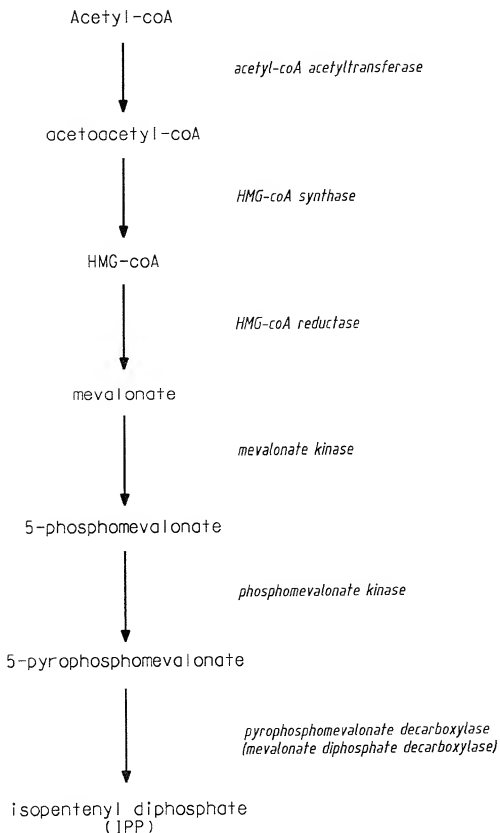 Acetyl-coA
acetyl-coA acetyltransferase
acetoacetyl-coA
HMG-coA synthase
HMG-coA
HMG-coA reductase
mevalonate
mevalonate kinase
5-phosphomevalonate
phosphomevalonate kinase
5-pyrophosphomevalonate
pyrophosphomevalonate decarboxylase
(mevalonate diphosphate decarboxylase)
isopentenyl diphosphate
(IPP)